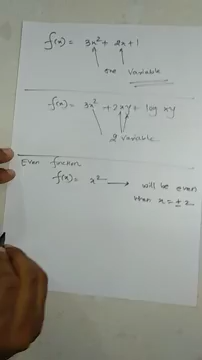 f(x) = 3x² + 2x + 1
one variable
f(x) = 3x² + 2xy + log xy
2 variable
Even function
f(x) = x² → will be even
when x = ± 2